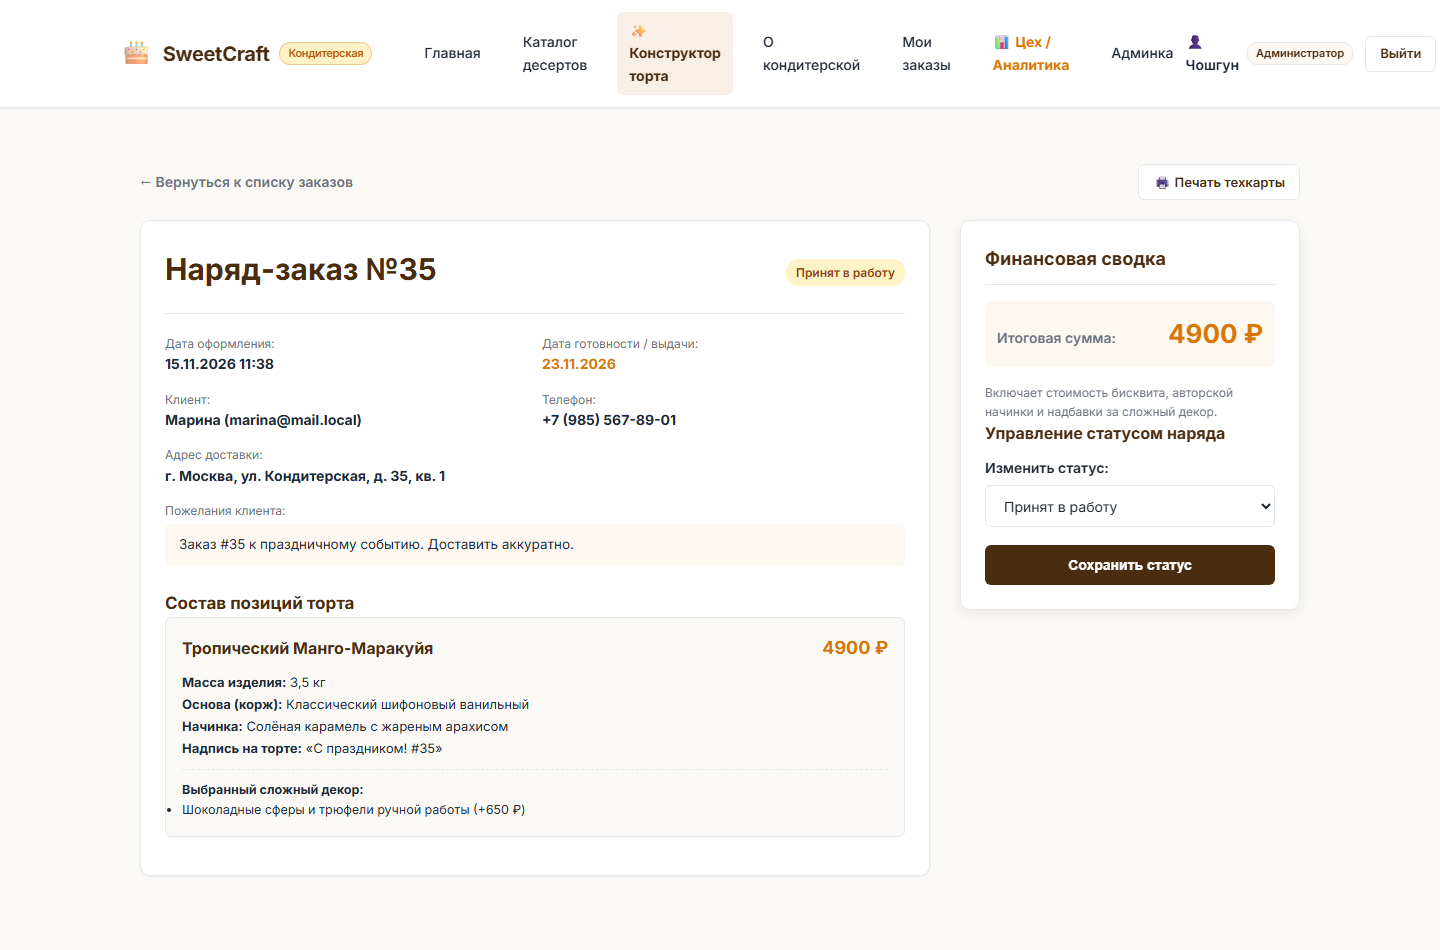 SweetCraft
Кондитерская
Главная
Каталог
десертов
Конструктор
торта
О
кондитерской
Мои
заказы
Цех /
Аналитика
Админка
Чошгун
Администратор
Выйти
← Вернуться к списку заказов
Печать техкарты
Наряд-заказ №35
Принят в работу
Дата оформления:
15.11.2026 11:38
Дата готовности / выдачи:
23.11.2026
Клиент:
Марина (marina@mail.local)
Телефон:
+7 (985) 567-89-01
Адрес доставки:
г. Москва, ул. Кондитерская, д. 35, кв. 1
Пожелания клиента:
Заказ #35 к праздничному событию. Доставить аккуратно.
Состав позиций торта
Тропический Манго-Маракуйя
4900 ₽
Масса изделия: 3,5 кг
Основа (корж): Классический шифоновый ванильный
Начинка: Солёная карамель с жареным арахисом
Надпись на торте: «С праздником! #35»
Выбранный сложный декор:
• Шоколадные сферы и трюфели ручной работы (+650 ₽)
Финансовая сводка
Итоговая сумма:
4900 ₽
Включает стоимость бисквита, авторской
начинки и надбавки за сложный декор.
Управление статусом наряда
Изменить статус:
Принят в работу
Сохранить статус